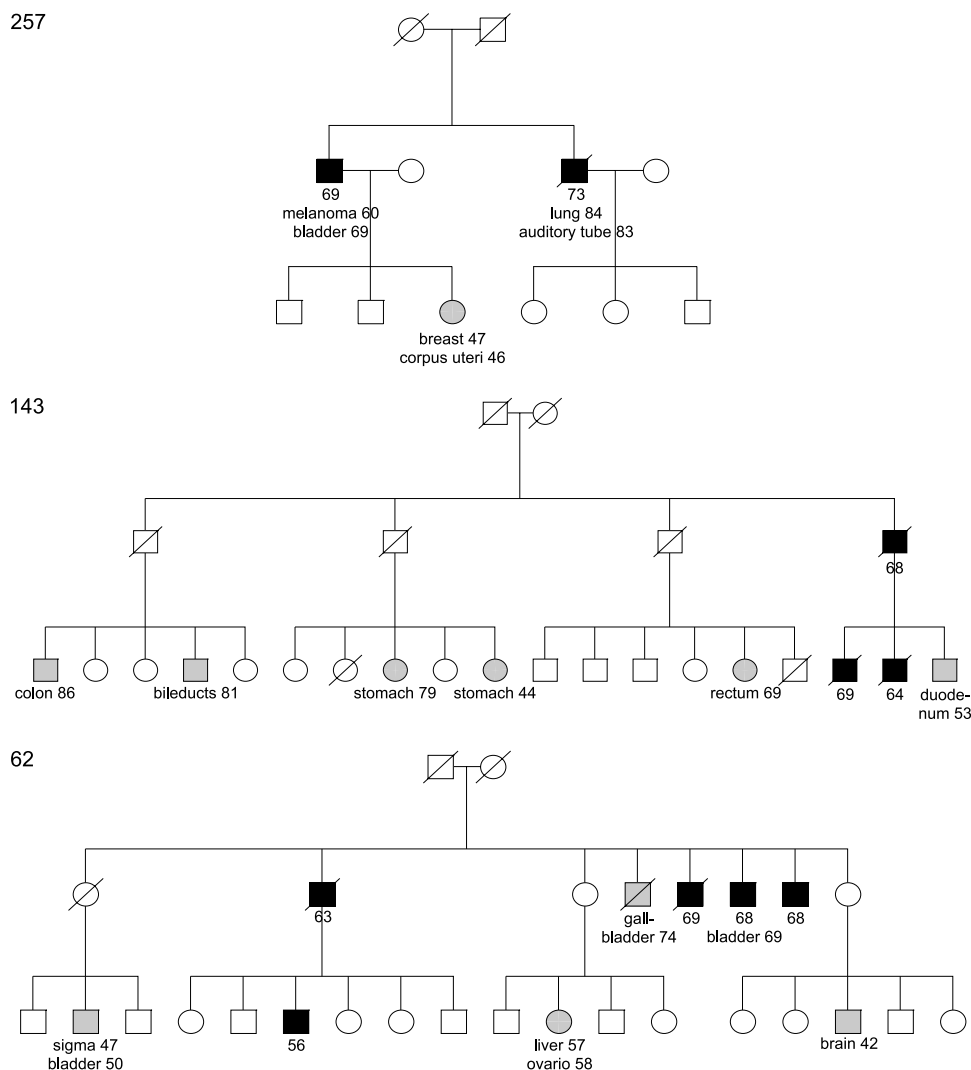 257
69
melanoma 60
bladder 69
73
lung 84
auditory tube 83
breast 47
corpus uteri 46
143
68
colon 86
bileducts 81
stomach 79
stomach 44
rectum 69
69
64
duode-
num 53
62
63
gall-
bladder 74
69
68
bladder 69
68
sigma 47
bladder 50
56
liver 57
ovario 58
brain 42